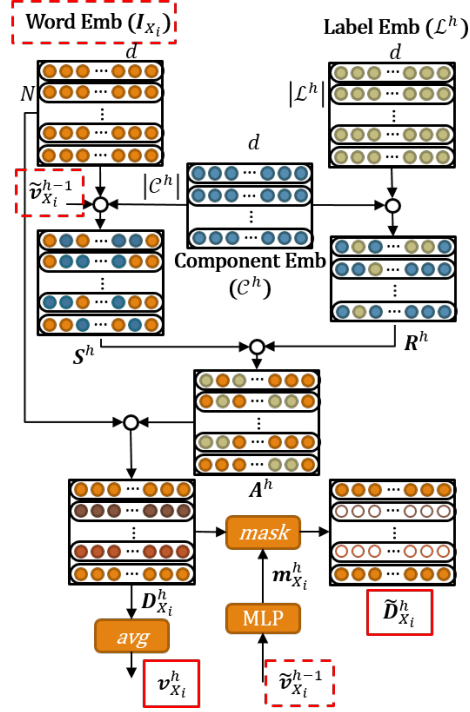 Word Emb (𝑰_{X_i})
Label Emb (ℒ^h)
d
d
N
|ℒ^h|
...
...
...
...
...
...
...
...
d
ṽ^{h-1}_{X_i}
|𝒞^h|
...
...
...
Component Emb
(𝒞^h)
...
...
...
...
...
...
...
S^h
R^h
...
...
...
...
A^h
...
...
...
...
mask
...
...
...
...
D^h_{X_i}
m^h_{X_i}
D̃^h_{X_i}
avg
MLP
v^h_{X_i}
ṽ^{h-1}_{X_i}